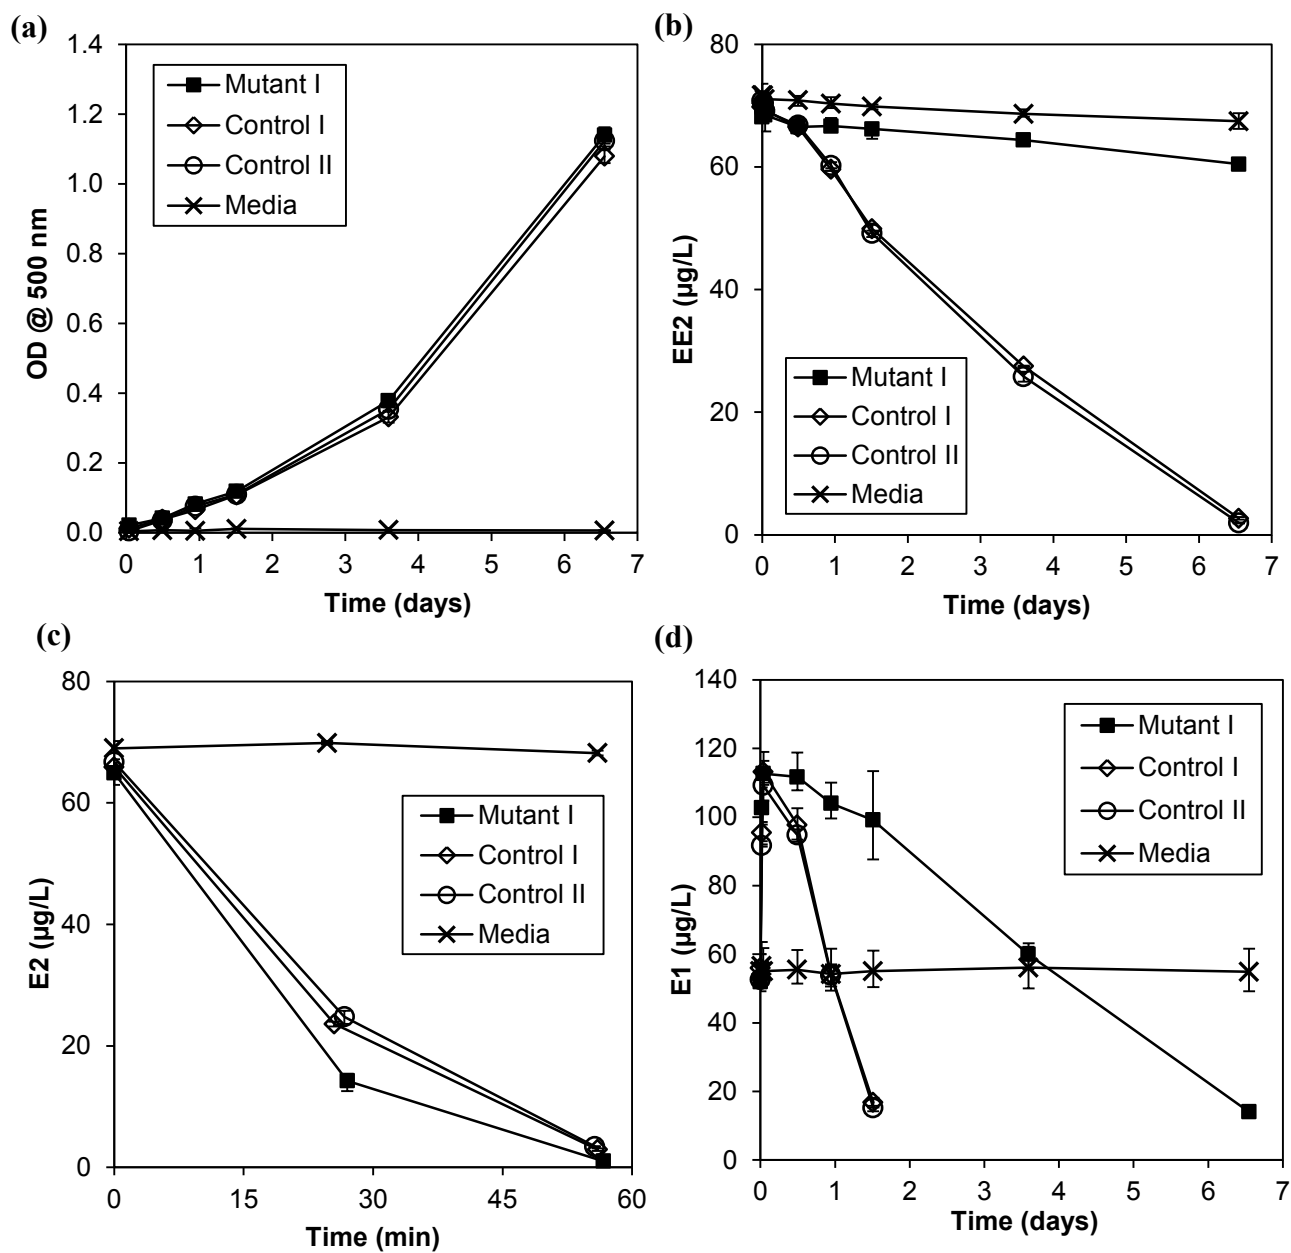 (a)
1.4
1.2
1.0
0.8
0.6
0.4
0.2
0.0
OD @ 500 nm
Mutant I
Control I
Control II
Media
0 1 2 3 4 5 6 7
Time (days)
(b)
80
60
40
20
0
EE2 (µg/L)
Mutant I
Control I
Control II
Media
0 1 2 3 4 5 6 7
Time (days)
(c)
80
60
40
20
0
E2 (µg/L)
Mutant I
Control I
Control II
Media
0 15 30 45 60
Time (min)
(d)
140
120
100
80
60
40
20
0
E1 (µg/L)
Mutant I
Control I
Control II
Media
0 1 2 3 4 5 6 7
Time (days)